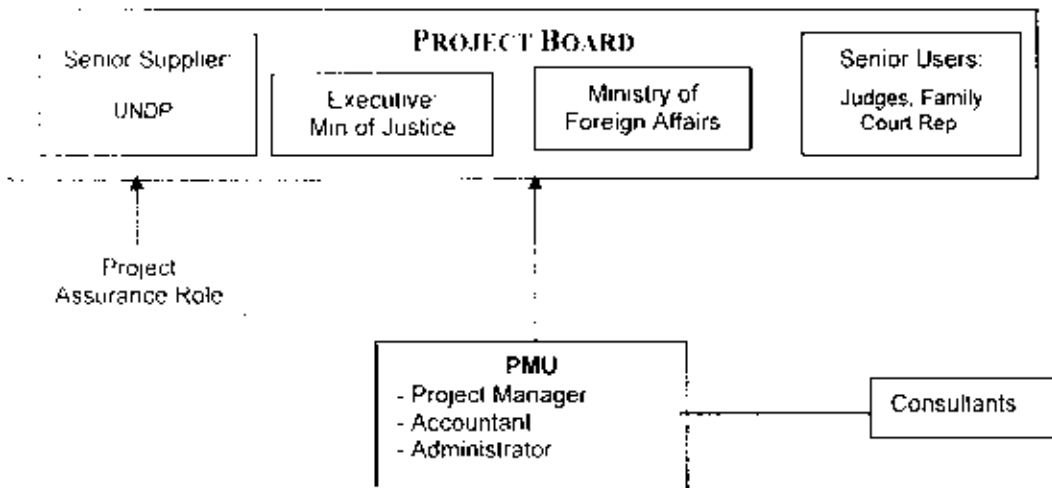 PROJECT BOARD
Senior Supplier:
UNDP
Executive:
Min of Justice
Ministry of
Foreign Affairs
Senior Users:
Judges, Family
Court Rep
Project
Assurance Role
PMU
- Project Manager
- Accountant
- Administrator
Consultants